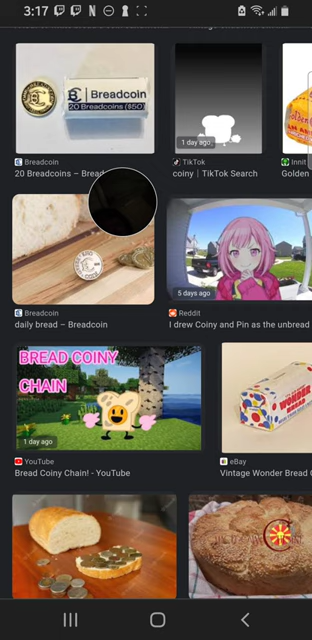 3:17
Breadcoin
20 Breadcoins ($50)
1 day ago
Breadcoin
TikTok
Innit
20 Breadcoins – Bread
coiny | TikTok Search
Golden
5 days ago
Breadcoin
Reddit
daily bread – Breadcoin
I drew Coiny and Pin as the unbread
BREAD COINY
CHAIN
WONDER
1 day ago
YouTube
eBay
Bread Coiny Chain! - YouTube
Vintage Wonder Bread